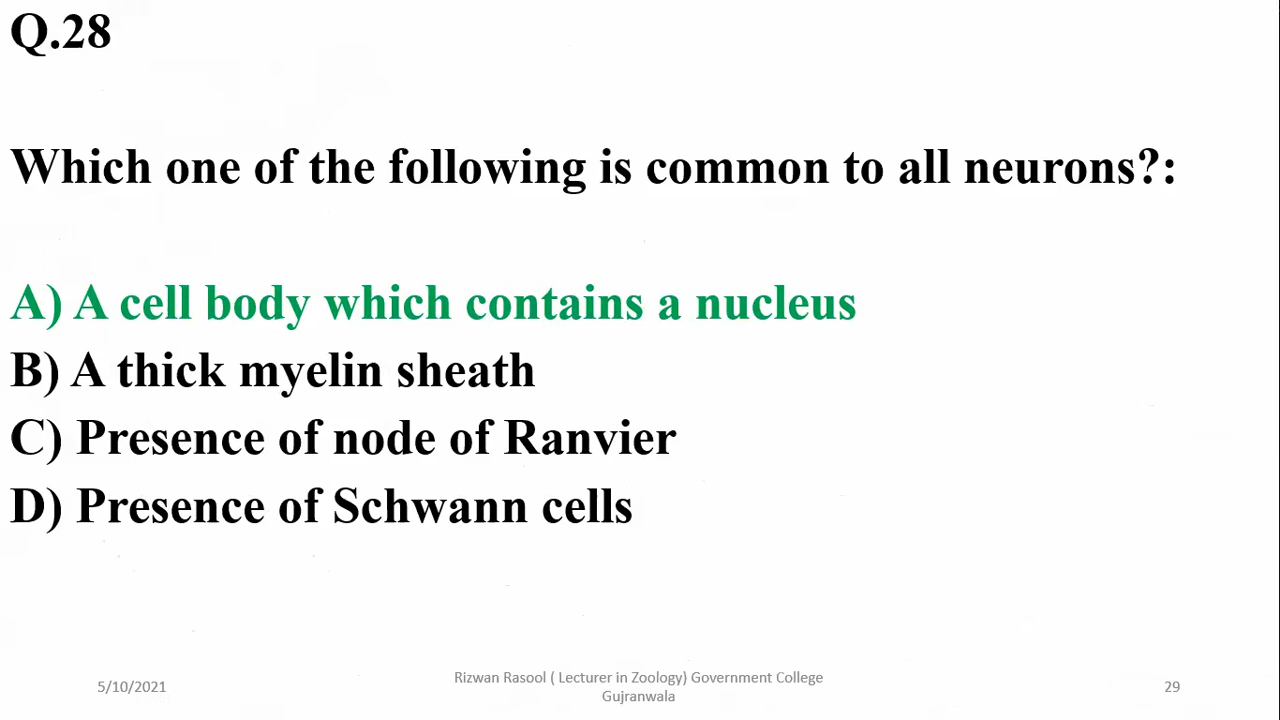 Q.28
Which one of the following is common to all neurons?:
A) A cell body which contains a nucleus
B) A thick myelin sheath
C) Presence of node of Ranvier
D) Presence of Schwann cells
5/10/2021
Rizwan Rasool ( Lecturer in Zoology) Government College
Gujranwala
29